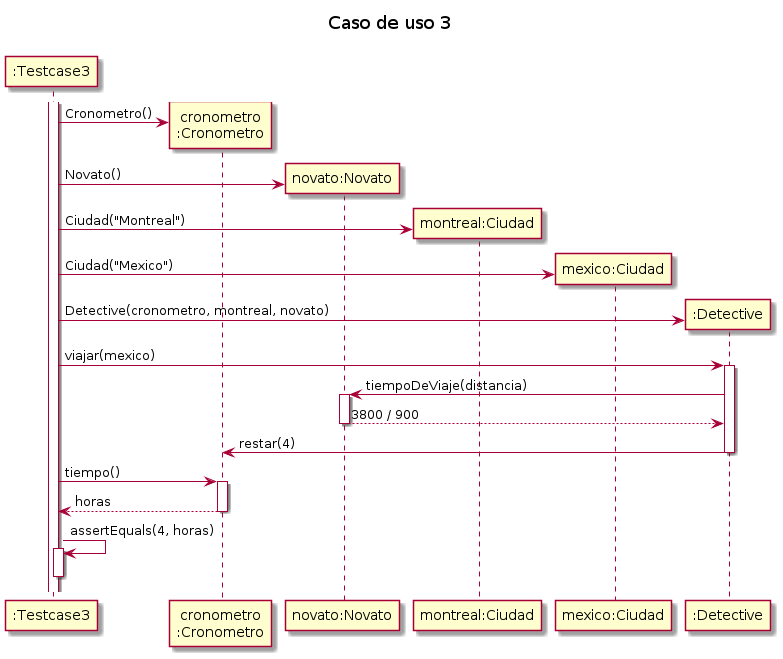 Caso de uso 3
:Testcase3
Cronometro()
cronometro
:Cronometro
Novato()
novato:Novato
Ciudad("Montreal")
montreal:Ciudad
Ciudad("Mexico")
mexico:Ciudad
Detective(cronometro, montreal, novato)
:Detective
viajar(mexico)
tiempoDeViaje(distancia)
3800 / 900
restar(4)
tiempo()
horas
assertEquals(4, horas)
:Testcase3
cronometro
:Cronometro
novato:Novato
montreal:Ciudad
mexico:Ciudad
:Detective